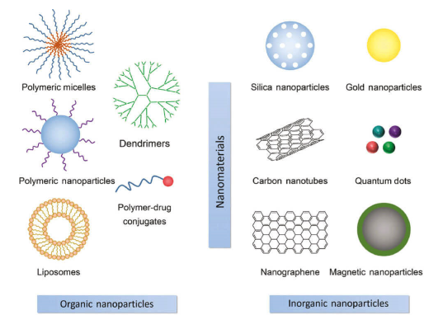 Polymeric micelles
Dendrimers
Polymeric nanoparticles
Polymer-drug
conjugates
Liposomes
Organic nanoparticles
Nanomaterials
Silica nanoparticles
Gold nanoparticles
Carbon nanotubes
Quantum dots
Nanographene
Magnetic nanoparticles
Inorganic nanoparticles